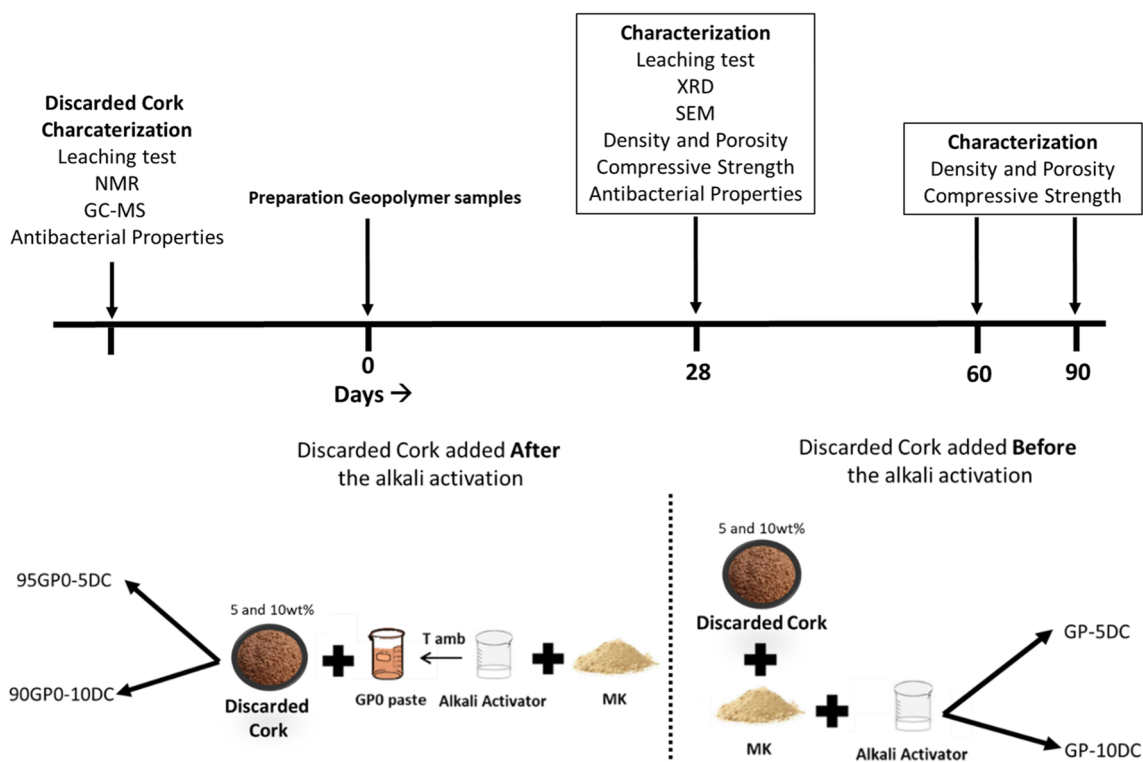 Discarded Cork
Charcaterization
Leaching test
NMR
GC-MS
Antibacterial Properties
Preparation Geopolymer samples
Characterization
Leaching test
XRD
SEM
Density and Porosity
Compressive Strength
Antibacterial Properties
Characterization
Density and Porosity
Compressive Strength
0
28
60
90
Days →
Discarded Cork added After
the alkali activation
95GP0-5DC
90GP0-10DC
5 and 10wt%
Discarded
Cork
GP0 paste
T amb
Alkali Activator
MK
Discarded Cork added Before
the alkali activation
5 and 10wt%
Discarded Cork
MK
Alkali Activator
GP-5DC
GP-10DC